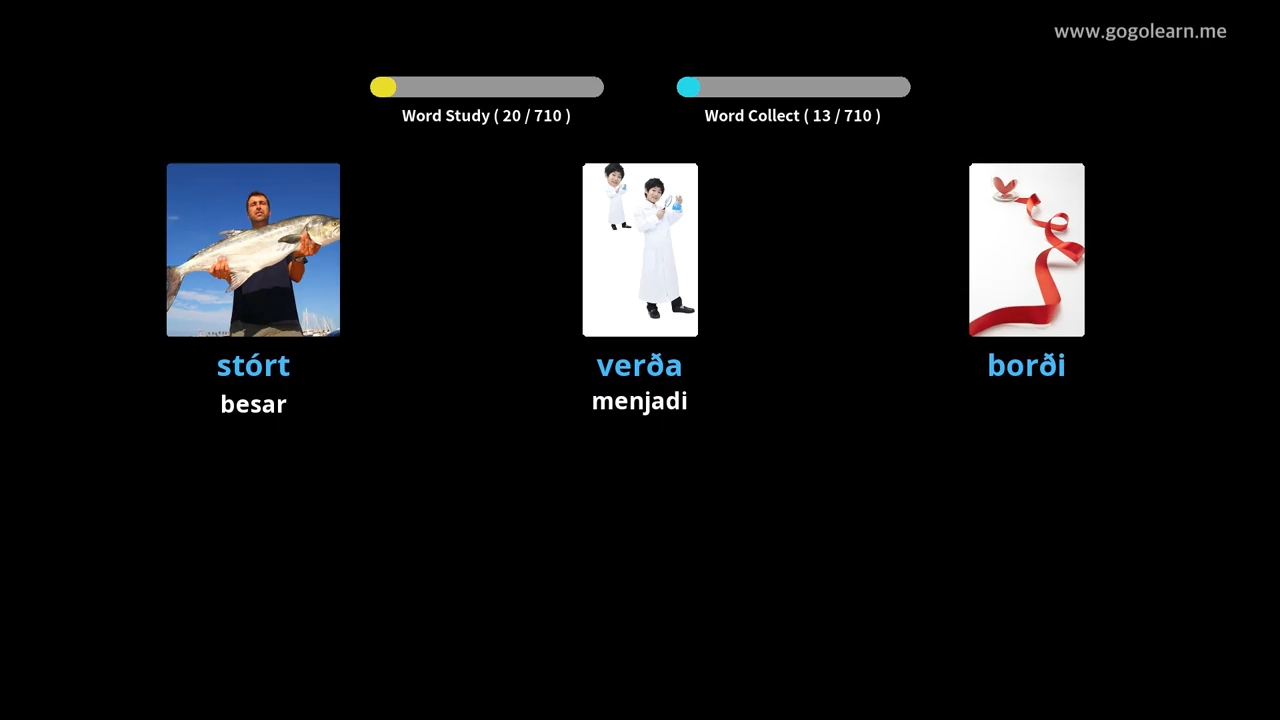 www.gogolearn.me
Word Study ( 20 / 710 )
Word Collect ( 13 / 710 )
stórt
besar
verða
menjadi
borði